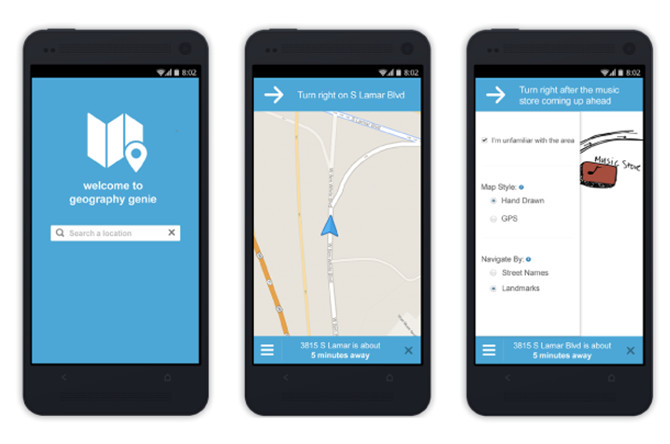 8:02
welcome to
geography genie
Search a location
8:02
Turn right on S Lamar Blvd
3815 S Lamar is about
5 minutes away
8:02
Turn right after the music
store coming up ahead
I'm unfamiliar with the area
Music Store
Map Style:
Hand Drawn
GPS
Navigate By:
Street Names
Landmarks
3815 S Lamar Blvd is about
5 minutes away